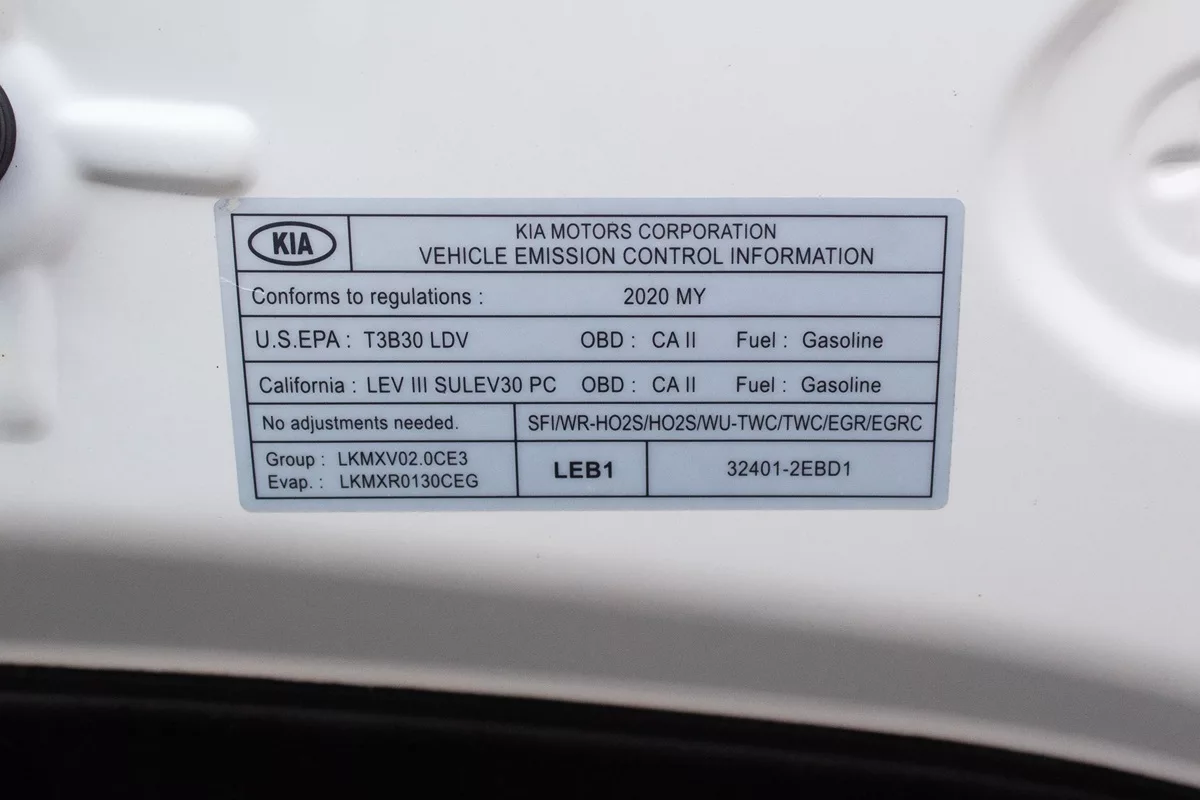 KIA
KIA MOTORS CORPORATION
VEHICLE EMISSION CONTROL INFORMATION
Conforms to regulations : 2020 MY
U.S.EPA : T3B30 LDV OBD : CA II Fuel : Gasoline
California : LEV III SULEV30 PC OBD : CA II Fuel : Gasoline
No adjustments needed. SFI/WR-HO2S/HO2S/WU-TWC/TWC/EGR/EGRC
Group : LKMXV02.0CE3
Evap. : LKMXR0130CEG
LEB1
32401-2EBD1